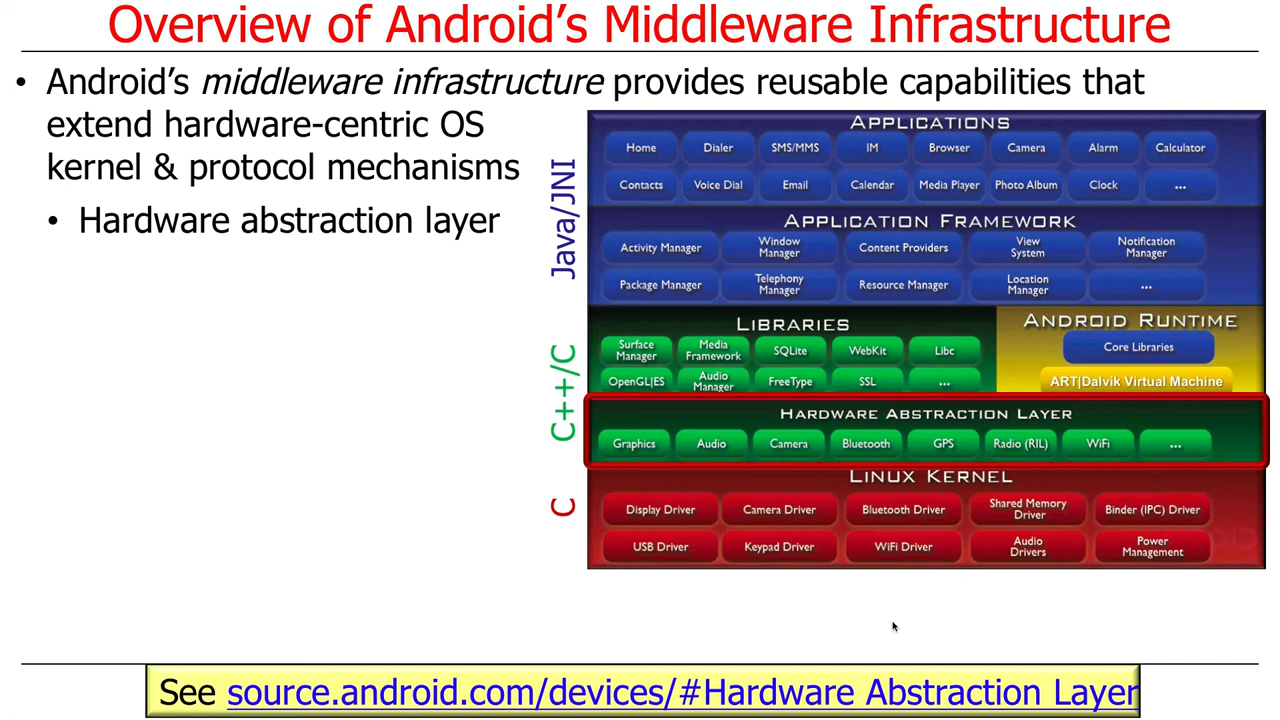 Overview of Android's Middleware Infrastructure
• Android's middleware infrastructure provides reusable capabilities that
extend hardware-centric OS
kernel & protocol mechanisms
• Hardware abstraction layer
Java/JNI
C++/C
C
APPLICATIONS
Home Dialer SMS/MMS IM Browser Camera Alarm Calculator
Contacts Voice Dial Email Calendar Media Player Photo Album Clock ...
APPLICATION FRAMEWORK
Activity Manager Window Manager Content Providers View System Notification Manager
Package Manager Telephony Manager Resource Manager Location Manager ...
LIBRARIES
Surface Manager Media Framework SQLite WebKit Libc
OpenGL|ES Audio Manager FreeType SSL ...
ANDROID RUNTIME
Core Libraries
ART|Dalvik Virtual Machine
HARDWARE ABSTRACTION LAYER
Graphics Audio Camera Bluetooth GPS Radio (RIL) WiFi ...
LINUX KERNEL
Display Driver Camera Driver Bluetooth Driver Shared Memory Driver Binder (IPC) Driver
USB Driver Keypad Driver WiFi Driver Audio Drivers Power Management
See source.android.com/devices/#Hardware Abstraction Layer